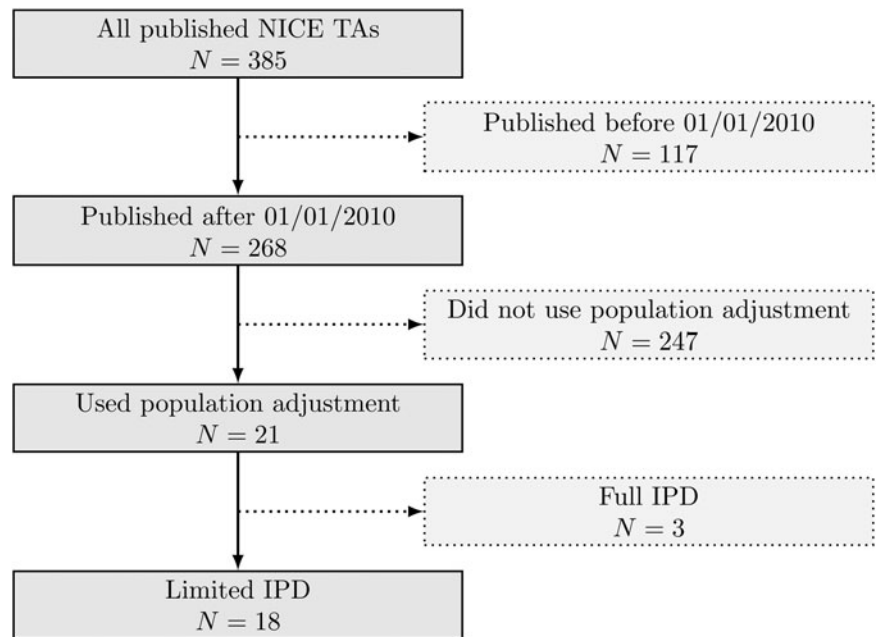 All published NICE TAs
N = 385
Published before 01/01/2010
N = 117
Published after 01/01/2010
N = 268
Did not use population adjustment
N = 247
Used population adjustment
N = 21
Full IPD
N = 3
Limited IPD
N = 18